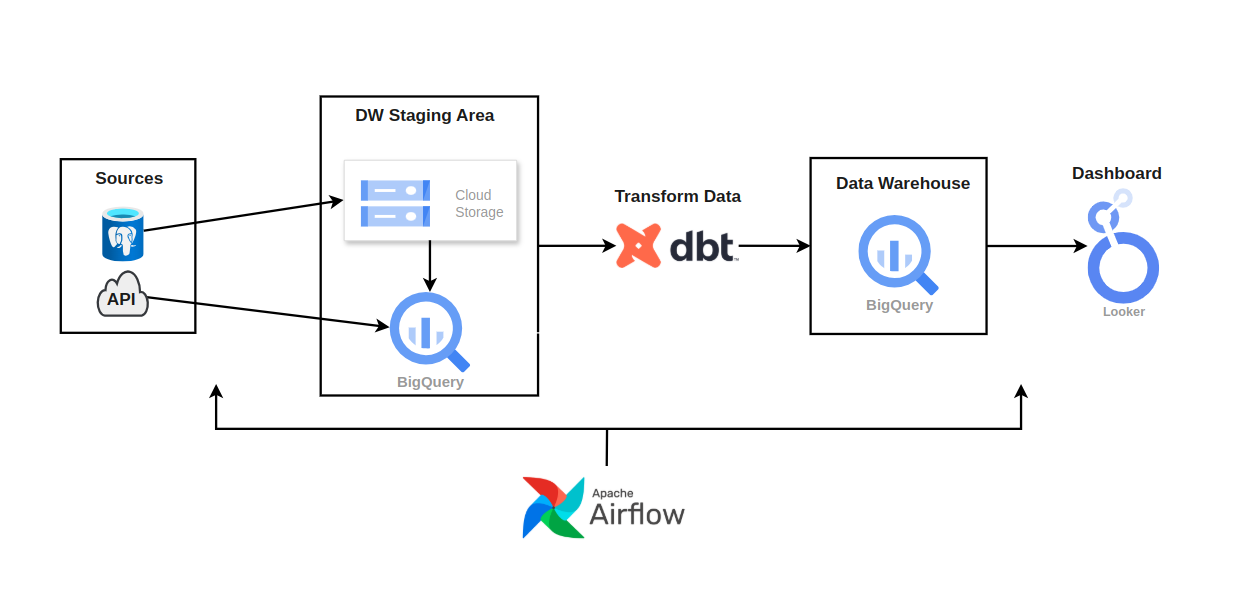 Sources
API
DW Staging Area
Cloud
Storage
BigQuery
Transform Data
dbt
Data Warehouse
BigQuery
Dashboard
Looker
Apache
Airflow